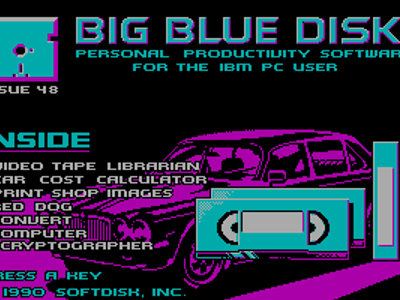 BIG BLUE DISK
PERSONAL PRODUCTIVITY SOFTWAR
FOR THE IBM PC USER
SUE 48
NSIDE
VIDEO TAPE LIBRARIAN
CAR COST CALCULATOR
PRINT SHOP IMAGES
RED DOG
CONVERT
COMPUTER
CRYPTOGRAPHER
RESS A KEY
1990 SOFTDISK, INC.